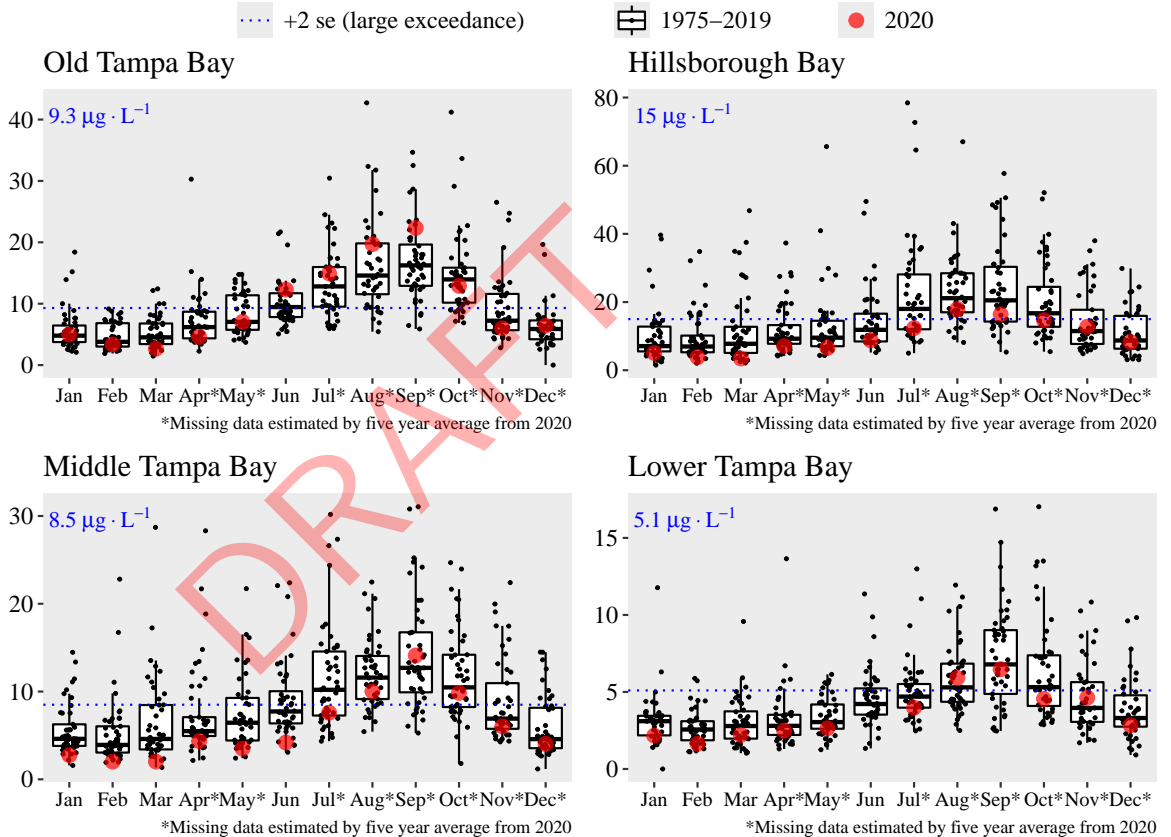 +2 se (large exceedance) 1975−2019 2020
Old Tampa Bay
9.3 μg · L⁻¹
40
30
20
10
0
Jan Feb Mar Apr* May* Jun Jul* Aug* Sep* Oct* Nov* Dec*
*Missing data estimated by five year average from 2020
Hillsborough Bay
15 μg · L⁻¹
80
60
40
20
0
Jan Feb Mar Apr* May* Jun Jul* Aug* Sep* Oct* Nov* Dec*
*Missing data estimated by five year average from 2020
Middle Tampa Bay
8.5 μg · L⁻¹
30
20
10
0
Jan Feb Mar Apr* May* Jun Jul* Aug* Sep* Oct* Nov* Dec*
*Missing data estimated by five year average from 2020
Lower Tampa Bay
5.1 μg · L⁻¹
15
10
5
0
Jan Feb Mar Apr* May* Jun Jul* Aug* Sep* Oct* Nov* Dec*
*Missing data estimated by five year average from 2020
DRAFT